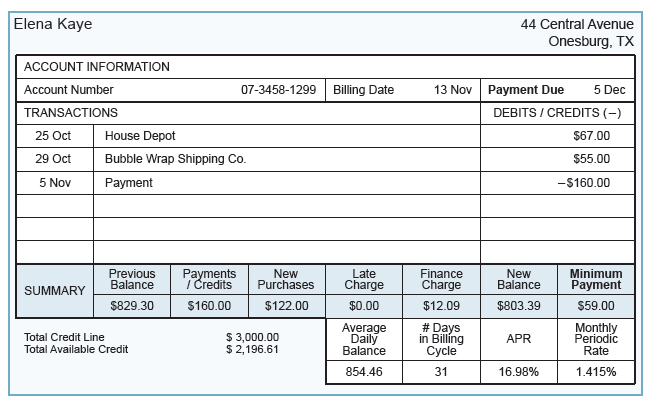 Elena Kaye 44 Central Avenue
Onesburg, TX
ACCOUNT INFORMATION
Account Number 07-3458-1299 Billing Date 13 Nov Payment Due 5 Dec
TRANSACTIONS DEBITS / CREDITS (–)
25 Oct House Depot $67.00
29 Oct Bubble Wrap Shipping Co. $55.00
5 Nov Payment –$160.00
SUMMARY
Previous Balance Payments / Credits New Purchases Late Charge Finance Charge New Balance Minimum Payment
$829.30 $160.00 $122.00 $0.00 $12.09 $803.39 $59.00
Total Credit Line $ 3,000.00
Total Available Credit $ 2,196.61
Average Daily Balance # Days in Billing Cycle APR Monthly Periodic Rate
854.46 31 16.98% 1.415%